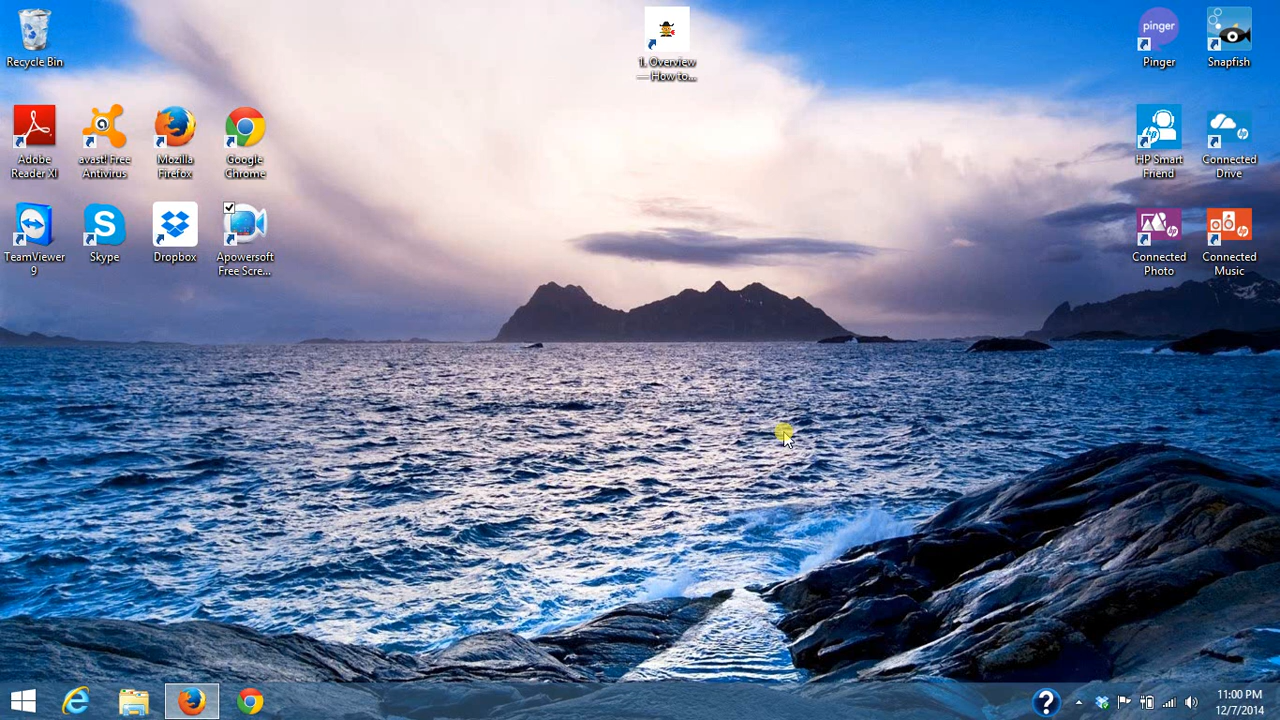 Recycle Bin
1. Overview
— How to...
pinger
Pinger
Snapfish
Adobe
Reader XI
avast! Free
Antivirus
Mozilla
Firefox
Google
Chrome
HP Smart
Friend
Connected
Drive
TeamViewer
9
Skype
Dropbox
Apowersoft
Free Scre...
Connected
Photo
Connected
Music
11:00 PM
12/7/2014